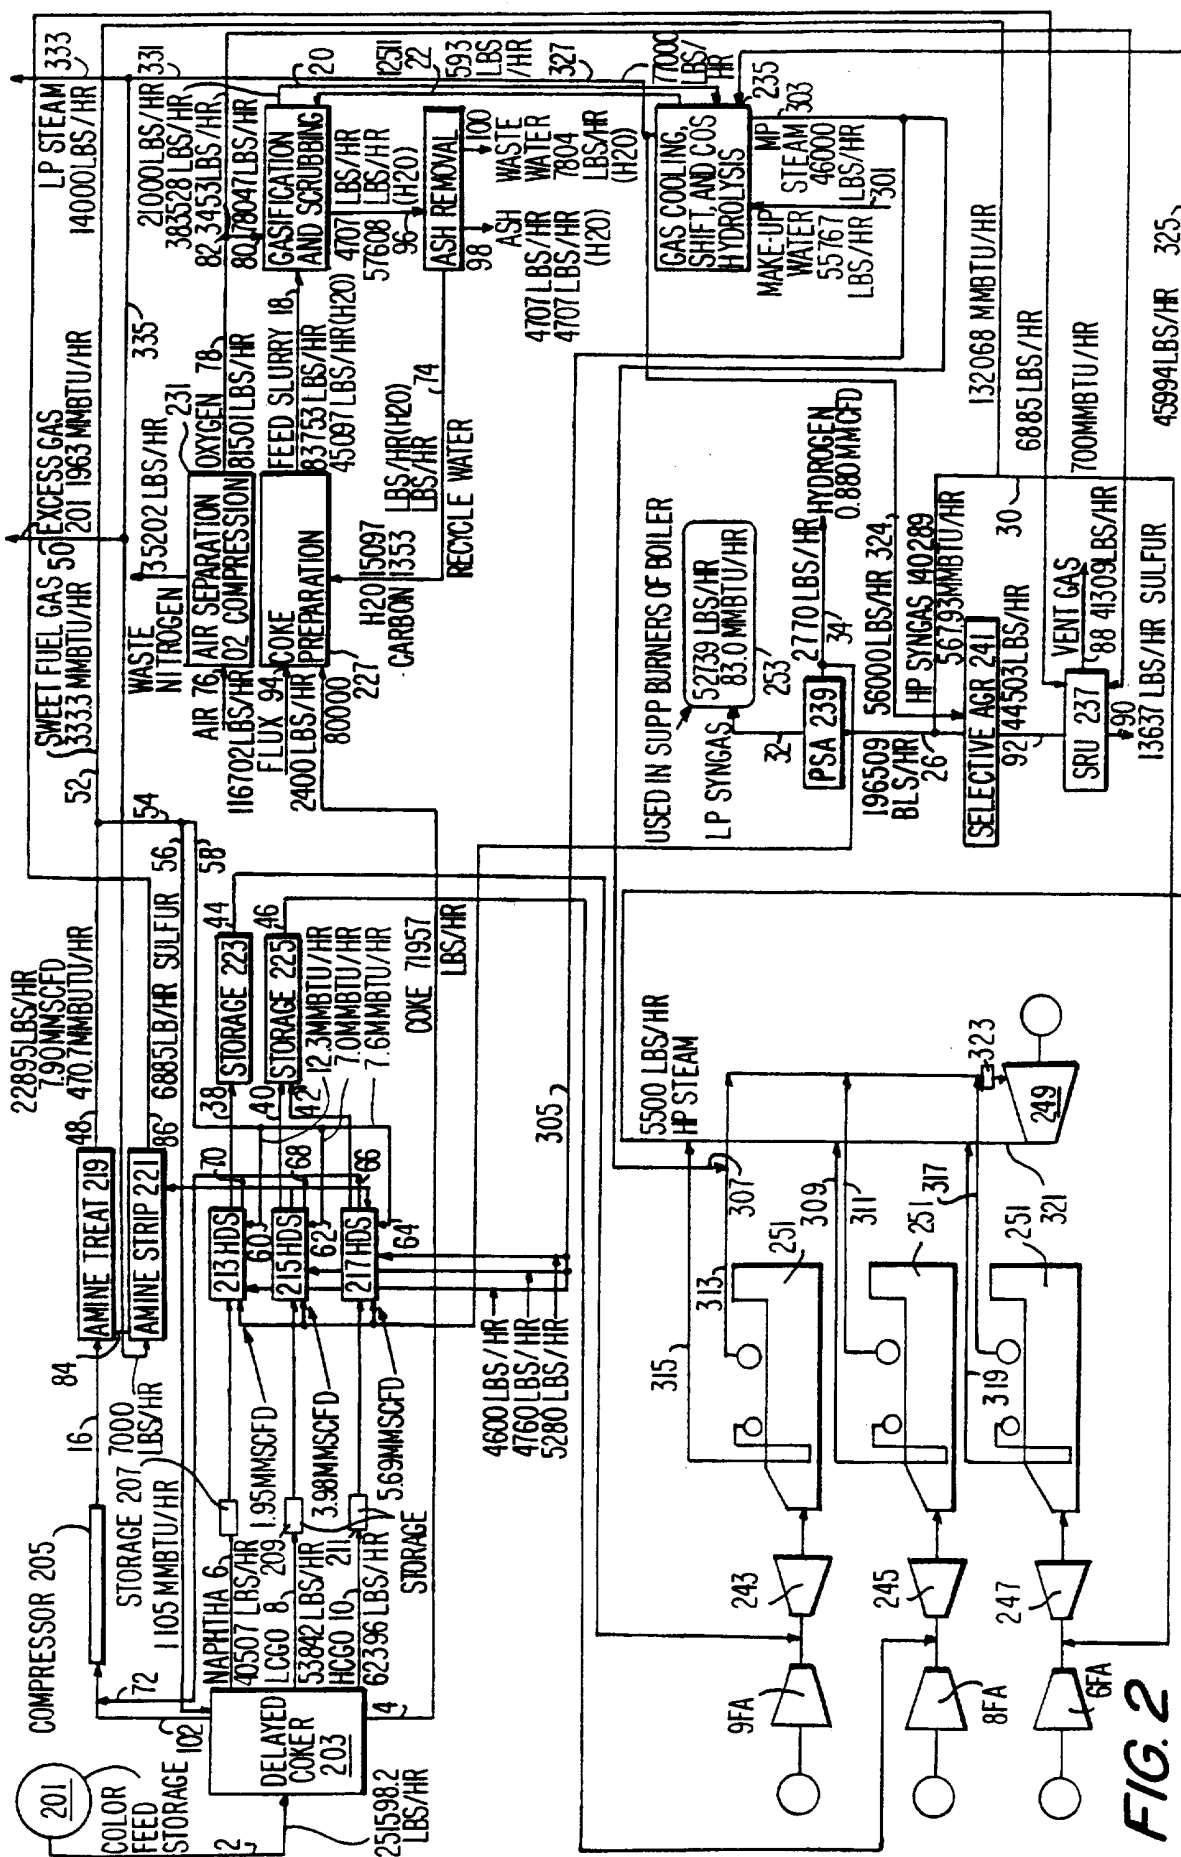 COMPRESSOR 205
201
COLOR
FEED
STORAGE
2
251598.2
LBS/HR
DELAYED
COKER
203
102
72
4
16
STORAGE 207
1105 MMBTU/HR
7000
LBS/HR
84
AMINE TREAT 219
AMINE STRIP 221
48
86
22895LBS/HR
7.90MMSCFD
470.7MMBUTU/HR
6885LB/HR SULFUR
NAPHTHA 6
40507 LBS/HR
LCGO 8
209
53842 LBS/HR
HCGO 10
211
62396 LBS/HR
STORAGE
1.95MMSCFD
3.98MMSCFD
5.69MMSCFD
213 HDS
215 HDS
217 HDS
70
68
66
60
62
64
38
40
42
STORAGE 223
STORAGE 225
44
46
12.3MMBTU/HR
7.0MMBTU/HR
7.6MMBTU/HR
COKE 71957
LBS/HR
4600 LBS/HR
4760 LBS/HR
5280 LBS/HR
305
52
54
56
58
SWEET FUEL GAS 50
333.3 MMBTU/HR
EXCESS GAS
201 1963 MMBTU/HR
335
LP STEAM 333
14000LBS/HR
331
WASTE
NITROGEN
35202 LBS/HR
231
AIR SEPARATION
O2 COMPRESSION
OXYGEN 78
81501LBS/HR
AIR 76
116702LBS/HR
FLUX 94
2400 LBS/HR
80000
227
COKE
PREPARATION
FEED SLURRY 18
83753 LBS/HR
45097 LBS/HR(H20)
H20 15097
LBS/HR(H20)
CARBON 1353
LBS/HR
74
RECYCLE WATER
21000LBS/HR
383528 LBS/HR
82 3453LBS/HR
80 78047LBS/HR
GASIFICATION
AND SCRUBBING
20
12511
22
593
LBS
/HR
327
77000
LBS/
HR
4707
LBS/HR
57608
LBS/HR
(H20)
96
ASH REMOVAL
98
100
ASH
4707 LBS/HR
4707 LBS/HR
(H20)
WASTE
WATER
7804
LBS/HR
(H20)
GAS COOLING,
SHIFT, AND COS
HYDROLYSIS
235
MP
303
STEAM
46000
LBS/HR
301
MAKE-UP
WATER
55767
LBS/HR
132068 MMBTU/HR
6885 LBS/HR
700MMBTU/HR
45994LBS/HR 325
USED IN SUPP BURNERS OF BOILER
52739 LBS/HR
83.0 MMBTU/HR
253
LP SYNGAS
32
PSA 239
2770 LBS/HR
34
HYDROGEN
0.880MMCFD
56000LBS/HR 324
HP SYNGAS 140289
567.93MMBTU/HR
196509
BLS/HR
26
30
SELECTIVE AGR 241
92 44503LBS/HR
SRU 237
VENT GAS
88 41309LBS/HR
90
13637 LBS/HR SULFUR
5500 LBS/HR
HP STEAM
323
249
307
309
311
313
315
317
319
321
251
251
251
243
245
247
9FA
8FA
6FA
FIG. 2